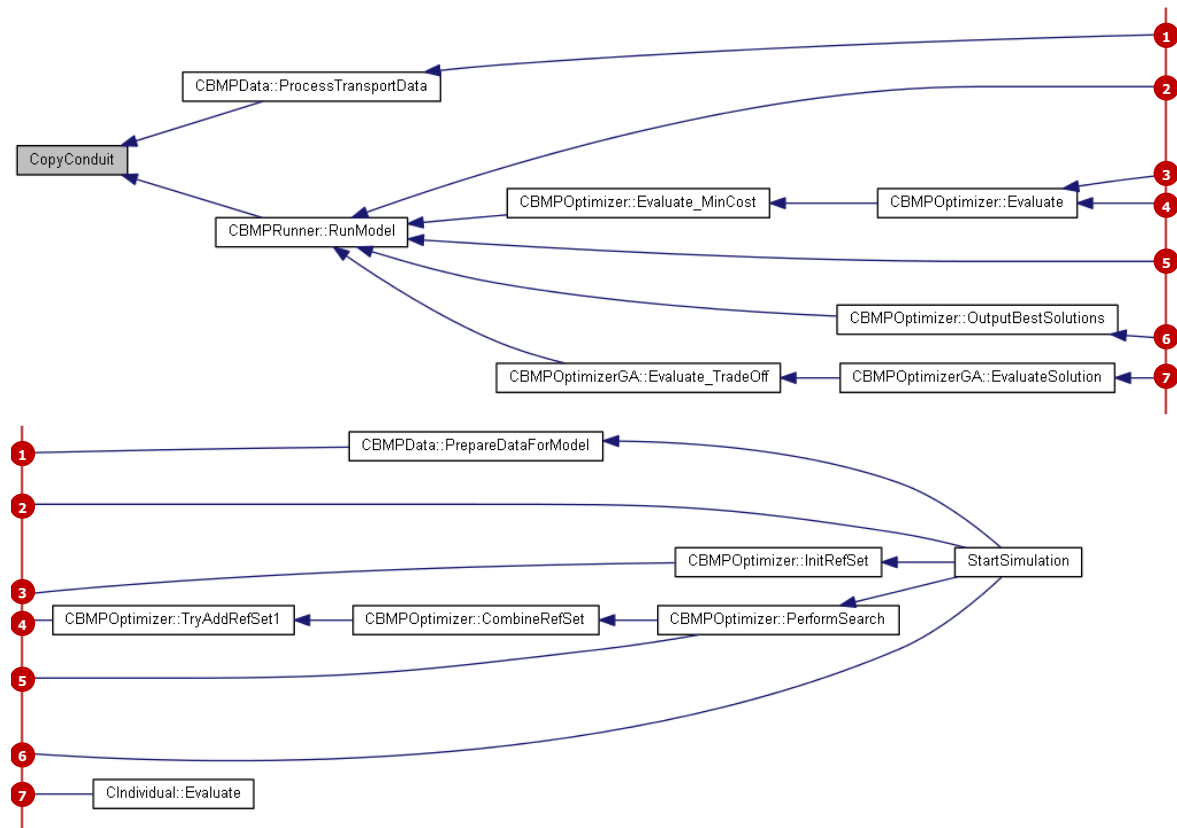 1
CBMPData::ProcessTransportData
2
CopyConduit
3
CBMPOptimizer::Evaluate_MinCost
CBMPOptimizer::Evaluate
4
CBMPRunner::RunModel
5
CBMPOptimizer::OutputBestSolutions
6
CBMPOptimizerGA::Evaluate_TradeOff
CBMPOptimizerGA::EvaluateSolution
7
1
CBMPData::PrepareDataForModel
2
CBMPOptimizer::InitRefSet
StartSimulation
3
4
CBMPOptimizer::TryAddRefSet1
CBMPOptimizer::CombineRefSet
CBMPOptimizer::PerformSearch
5
6
7
CIndividual::Evaluate